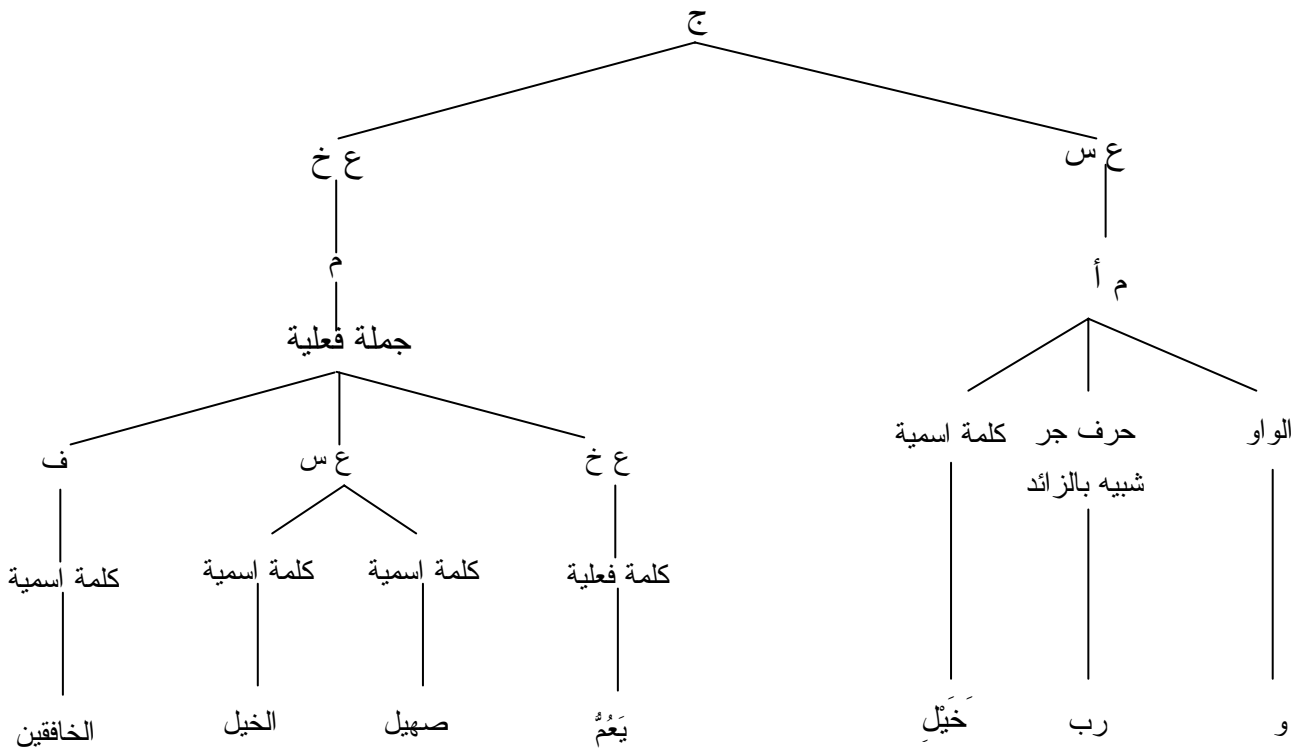 ج
ع س
ع خ
م أ
م
جملة فعلية
الواو
حرف جر
شبيه بالزائد
كلمة اسمية
ع خ
ع س
ف
كلمة فعلية
كلمة اسمية
كلمة اسمية
كلمة اسمية
و
رب
خَيْلِ
يَعُمُّ
صهيل
الخيل
الخافقين